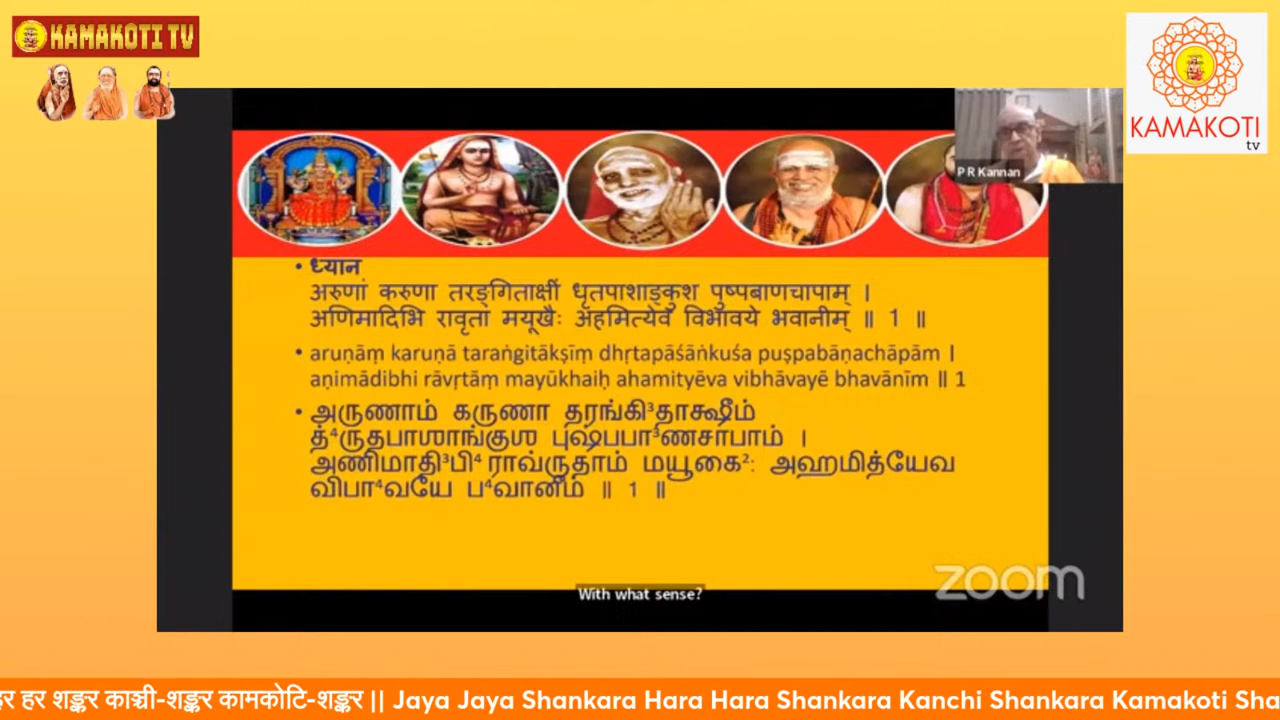 KAMAKOTI TV
KAMAKOTI
tv
P R Kannan
• ध्यान
अरुणां करुणा तरङ्गिताक्षीं धृतपाशाङ्कुश पुष्पबाणचापाम् ।
अणिमादिभि रावृतां मयूखैः अहमित्येव विभावये भवानीम् ॥ 1 ॥
• aruṇāṃ karuṇā taraṅgitākṣīṃ dhṛtapāśāṅkuśa puṣpabāṇachāpām |
aṇimādibhi rāvṛtāṃ mayūkhaiḥ ahamityēva vibhāvayē bhavānīm ‖ 1
• அருணாம் கருணா தரங்கி³தாக்ஷீம்
த்⁴ருதபாஶாங்குஶ புஷ்பபா³ணசாபாம் ।
அணிமாதி³பி⁴ ராவ்ருதாம் மயூகை²: அஹமித்யேவ
விபா⁴வயே ப⁴வானீம் ॥ 1 ॥
zoom
With what sense?
हर हर शङ्कर काञ्ची-शङ्कर कामकोटि-शङ्कर || Jaya Jaya Shankara Hara Hara Shankara Kanchi Shankara Kamakoti Sha